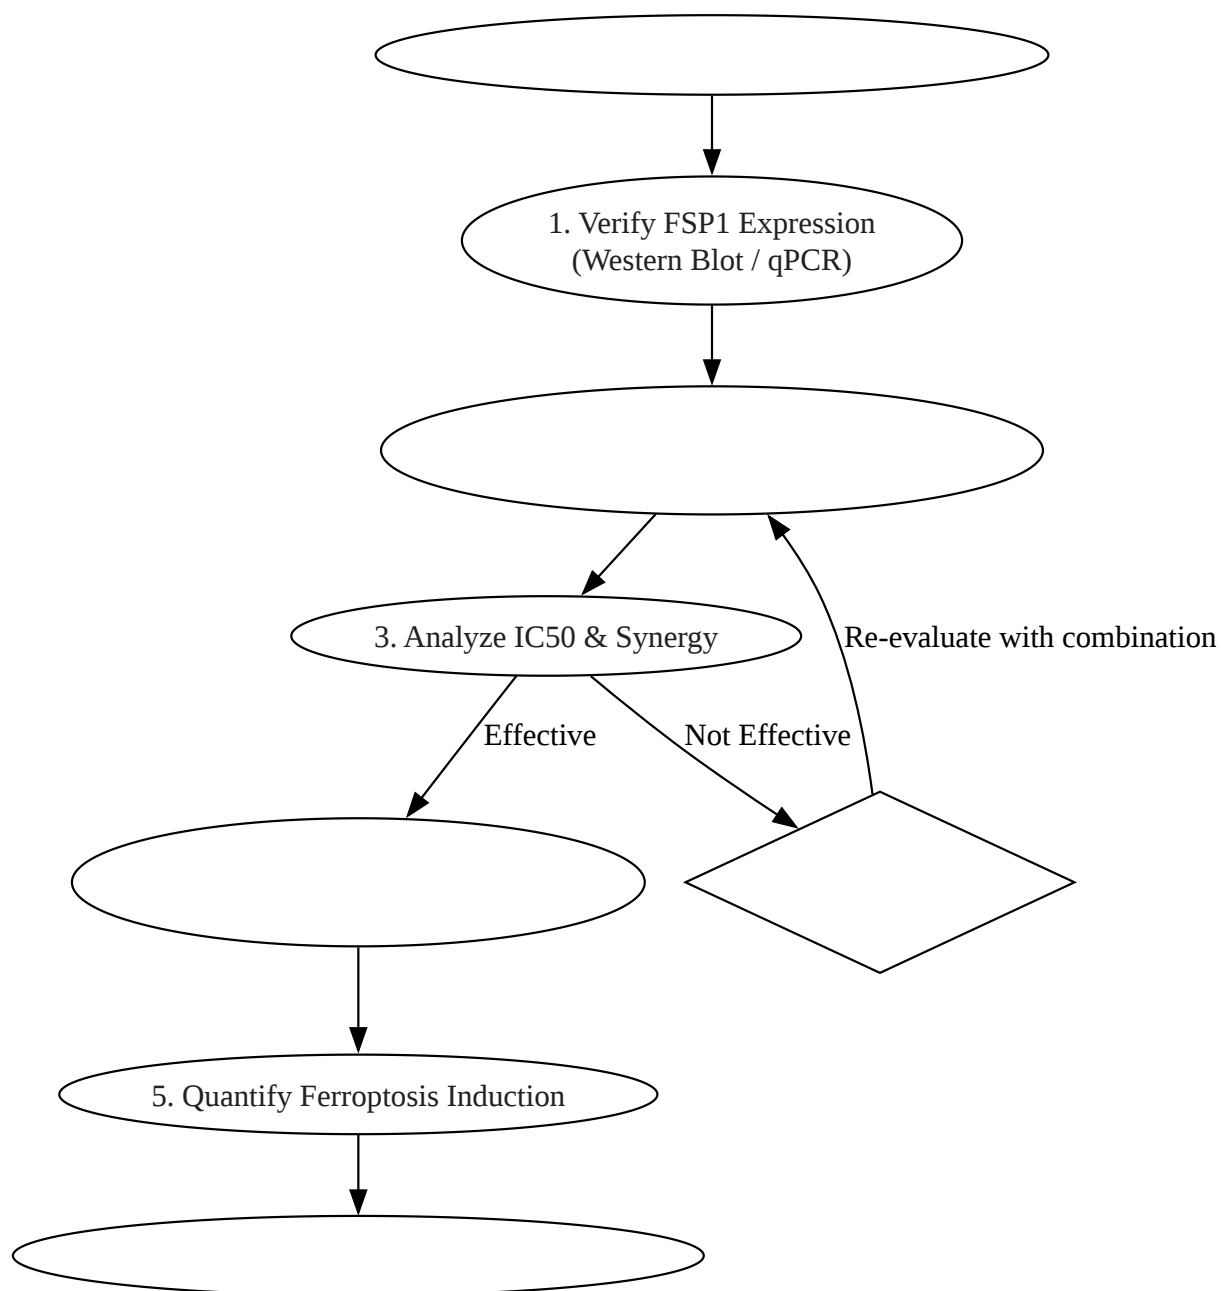 1. Verify FSP1 Expression
(Western Blot / qPCR)
3. Analyze IC50 & Synergy
Re-evaluate with combination
Effective
Not Effective
5. Quantify Ferroptosis Induction